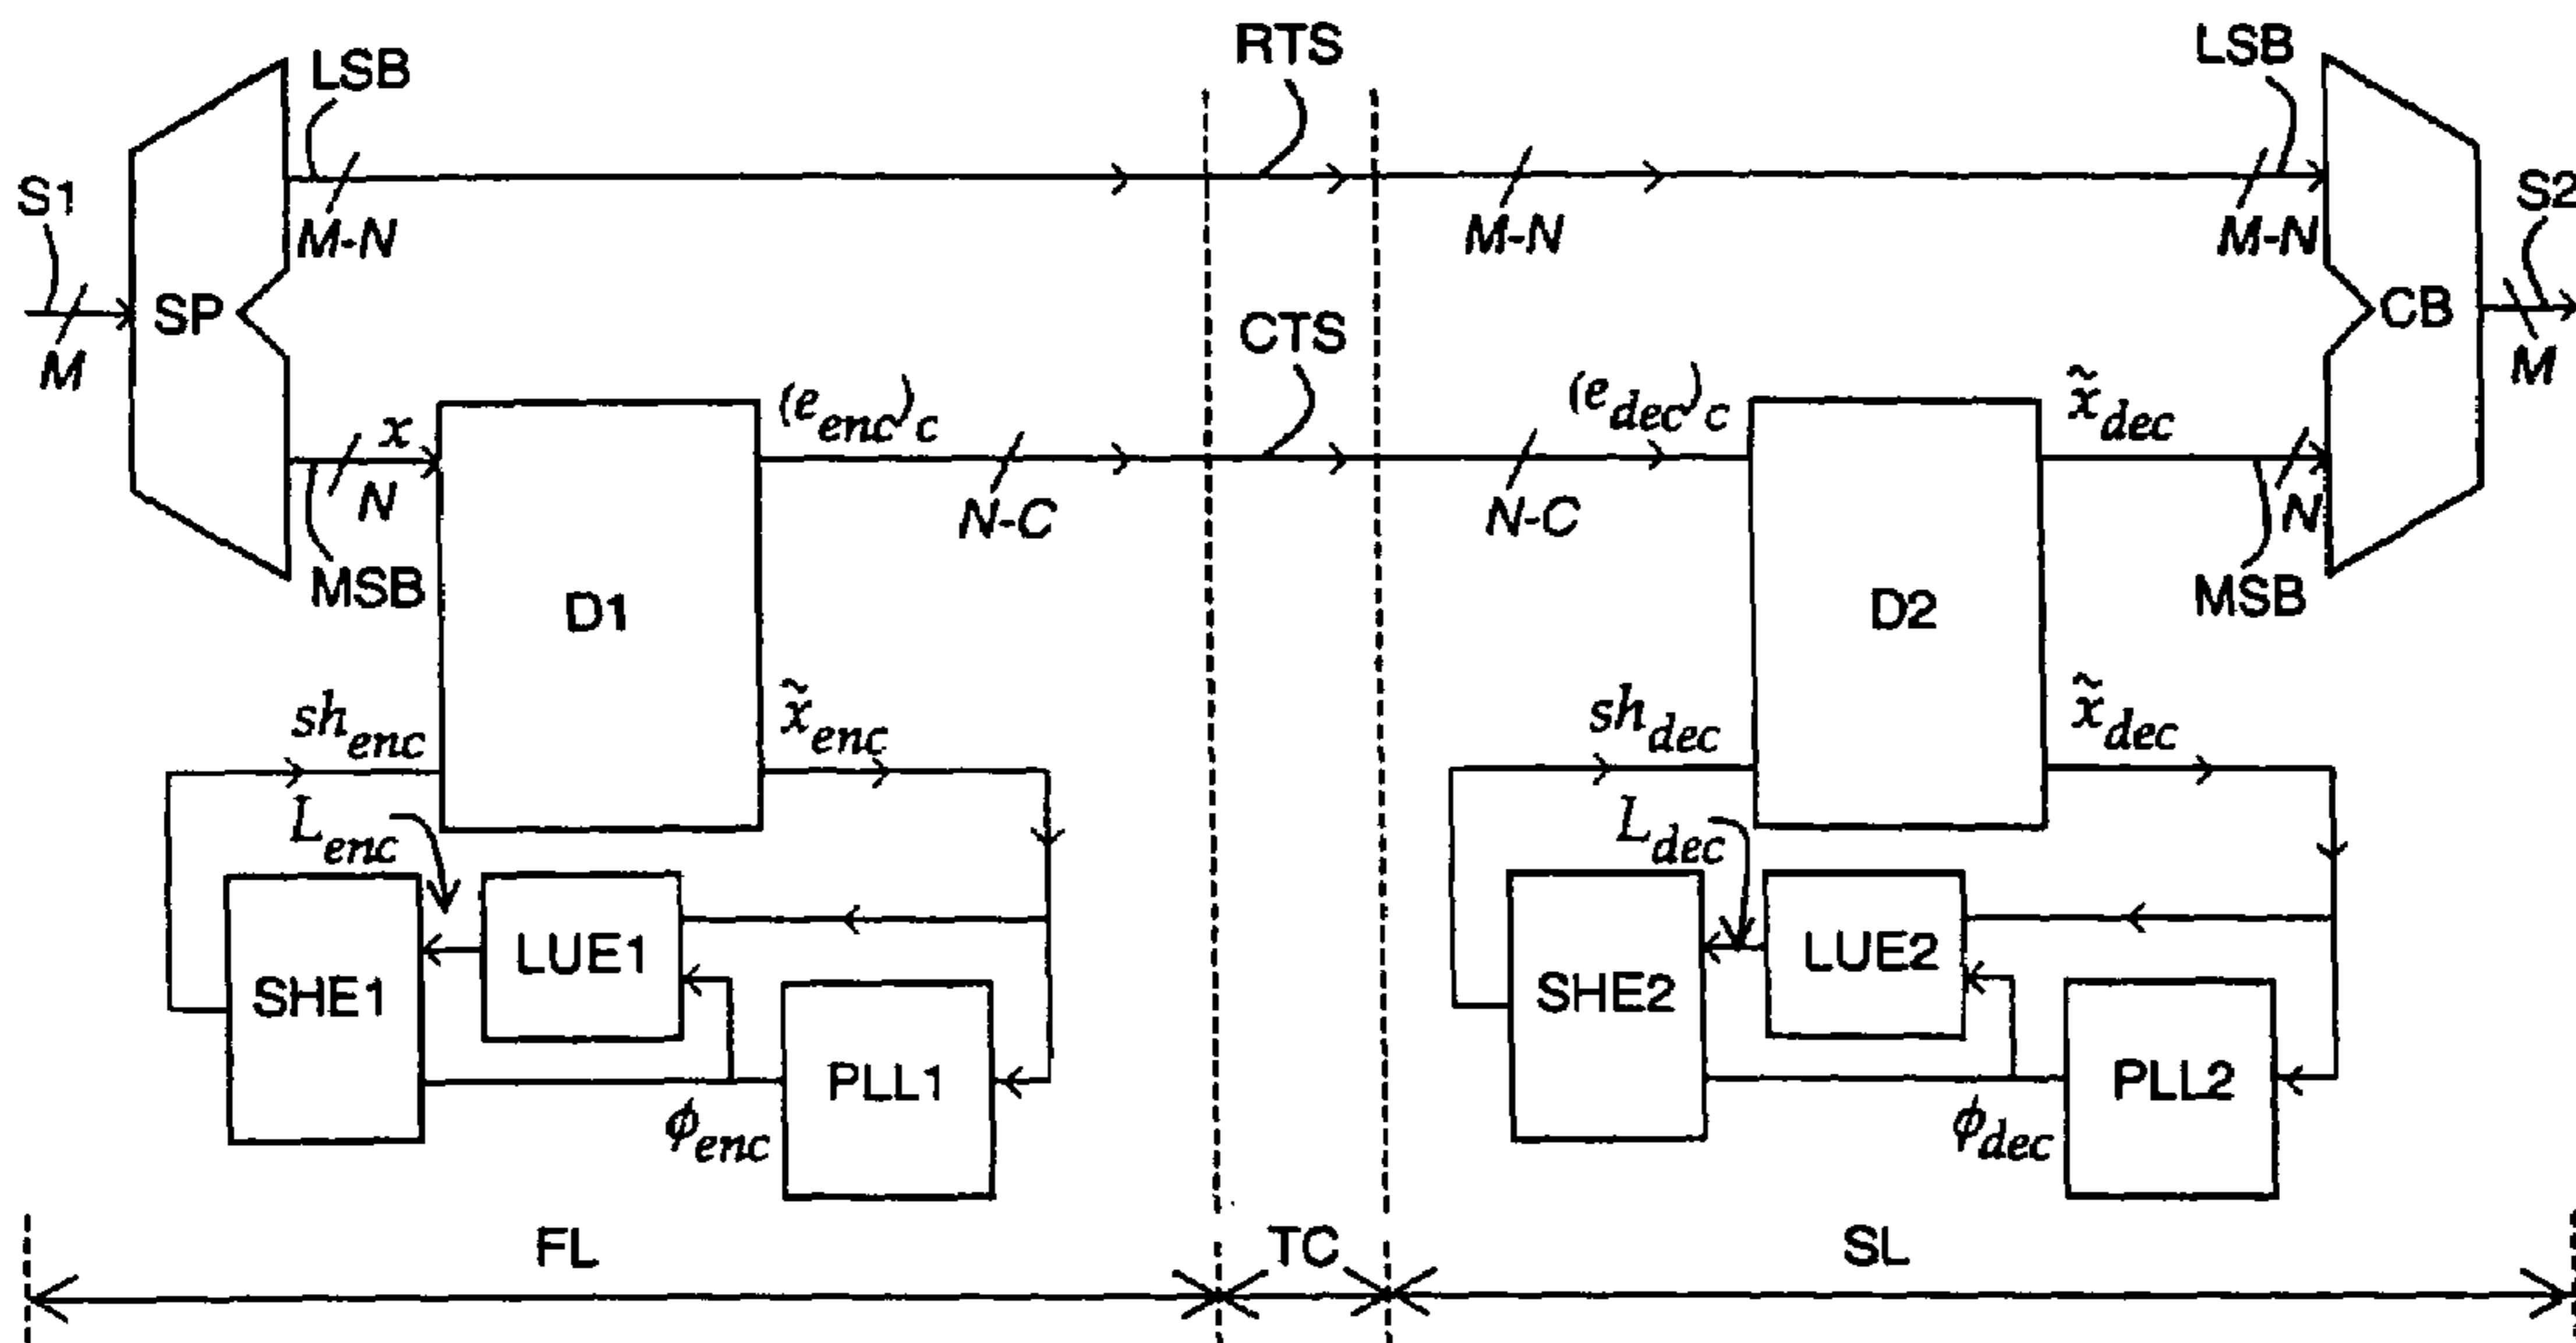 RTS
LSB
LSB
S1
M-N
M-N
M-N
S2
M
SP
CTS
CB
M
x
(e_enc)_c
(e_dec)_c
x̃_dec
N
N-C
N-C
N
MSB
D1
D2
MSB
sh_enc
x̃_enc
sh_dec
x̃_dec
L_enc
L_dec
SHE1
LUE1
PLL1
SHE2
LUE2
PLL2
ϕ_enc
ϕ_dec
FL
TC
SL